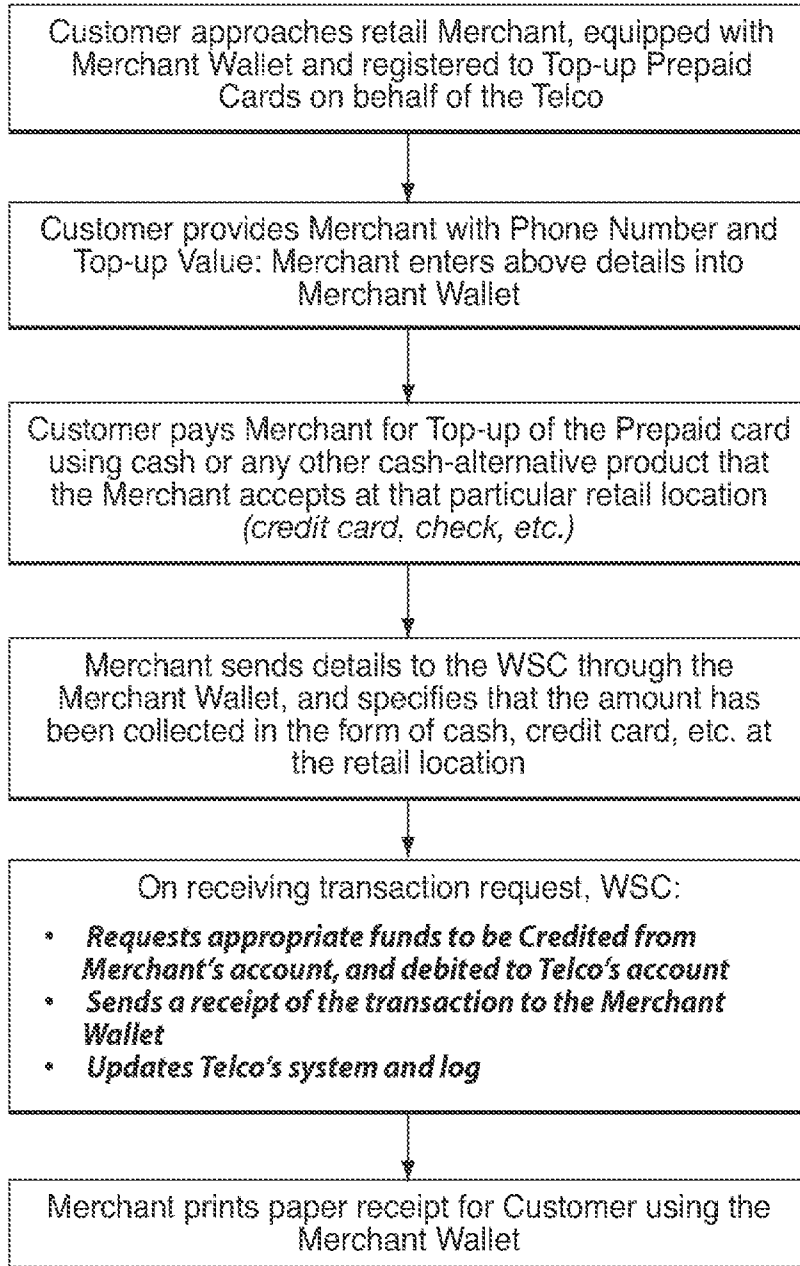 Customer approaches retail Merchant, equipped with
Merchant Wallet and registered to Top-up Prepaid
Cards on behalf of the Telco
Customer provides Merchant with Phone Number and
Top-up Value: Merchant enters above details into
Merchant Wallet
Customer pays Merchant for Top-up of the Prepaid card
using cash or any other cash-alternative product that
the Merchant accepts at that particular retail location
(credit card, check, etc.)
Merchant sends details to the WSC through the
Merchant Wallet, and specifies that the amount has
been collected in the form of cash, credit card, etc. at
the retail location
On receiving transaction request, WSC:
• Requests appropriate funds to be Credited from
Merchant's account, and debited to Telco's account
• Sends a receipt of the transaction to the Merchant
Wallet
• Updates Telco's system and log
Merchant prints paper receipt for Customer using the
Merchant Wallet